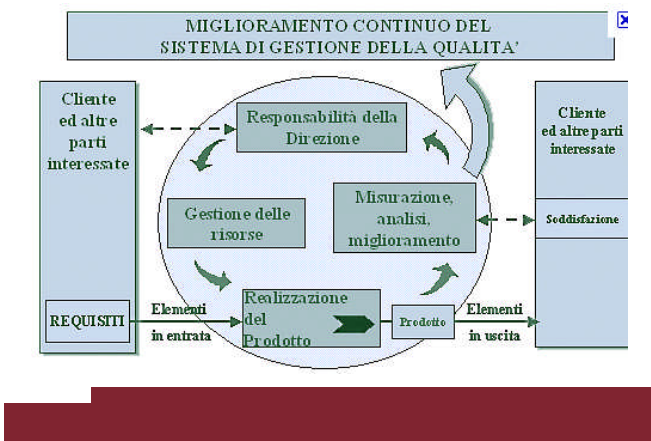 MIGLIORAMENTO CONTINUO DEL
SISTEMA DI GESTIONE DELLA QUALITA'
Cliente
ed altre
parti
interessate
Responsabilità della
Direzione
Cliente
ed altre parti
interessate
Gestione delle
risorse
Misurazione,
analisi,
miglioramento
Soddisfazione
REQUISITI
Elementi
in entrata
Realizzazione
del
Prodotto
Prodotto
Elementi
in uscita